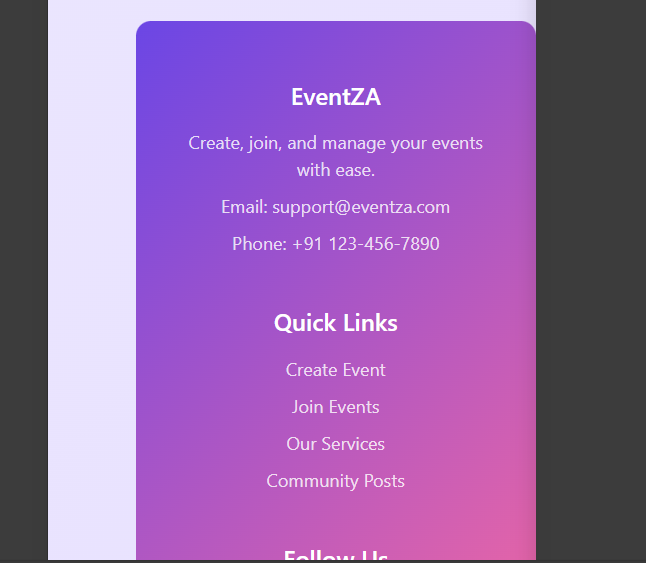 EventZA
Create, join, and manage your events
with ease.
Email: support@eventza.com
Phone: +91 123-456-7890
Quick Links
Create Event
Join Events
Our Services
Community Posts
Follow Us